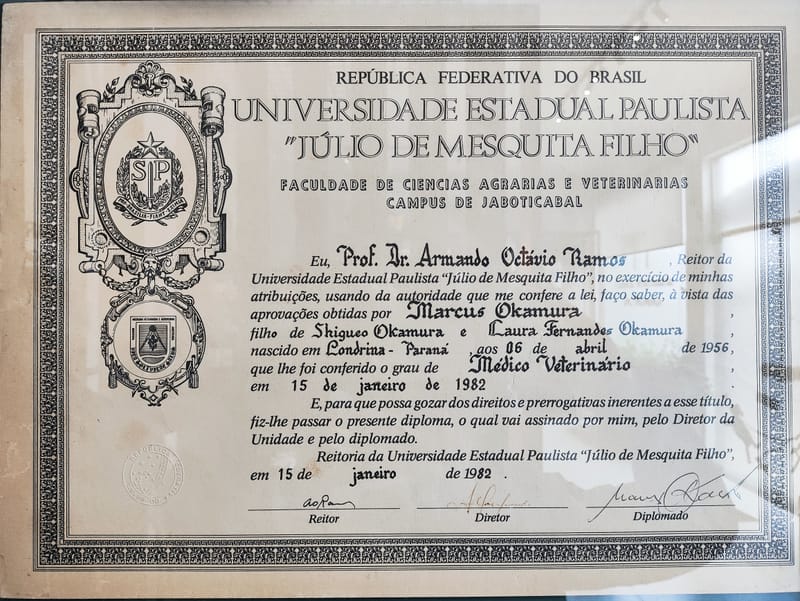 REPÚBLICA FEDERATIVA DO BRASIL
UNIVERSIDADE ESTADUAL PAULISTA
"JÚLIO DE MESQUITA FILHO"
FACULDADE DE CIENCIAS AGRARIAS E VETERINARIAS
CAMPUS DE JABOTICABAL
SP
Eu, Prof. Dr. Armando Octávio Ramos, Reitor da
Universidade Estadual Paulista "Júlio de Mesquita Filho", no exercício de minhas
atribuições, usando da autoridade que me confere a lei, faço saber, à vista das
aprovações obtidas por Marcus Okamura,
filho de Shigueo Okamura e Laura Fernandes Okamura,
nascido em Londrina - Paraná aos 06 de abril de 1956,
que lhe foi conferido o grau de Médico Veterinário
em 15 de janeiro de 1982.
E, para que possa gozar dos direitos e prerrogativas inerentes a esse título,
fiz-lhe passar o presente diploma, o qual vai assinado por mim, pelo Diretor da
Unidade e pelo diplomado.
Reitoria da Universidade Estadual Paulista "Júlio de Mesquita Filho",
em 15 de janeiro de 1982.
Reitor Diretor Diplomado